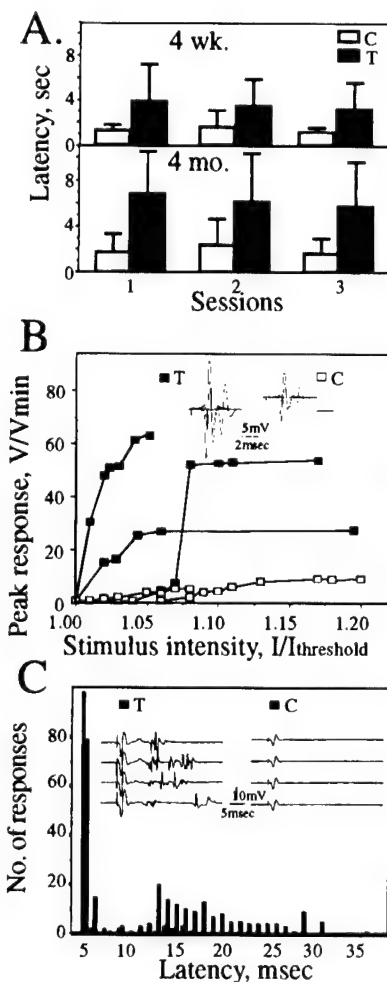 A.
4 wk.
C
T
8
4
0
Latency, sec
4 mo.
8
4
0
1 2 3
Sessions
B
T
C
80
60
40
20
0
5mV
2msec
Peak response, V/Vmin
1.00 1.05 1.10 1.15 1.20
Stimulus intensity, I/Ithreshold
C
T
C
80
60
40
20
0
10mV
5msec
No. of responses
5 10 15 20 25 30 35
Latency, msec